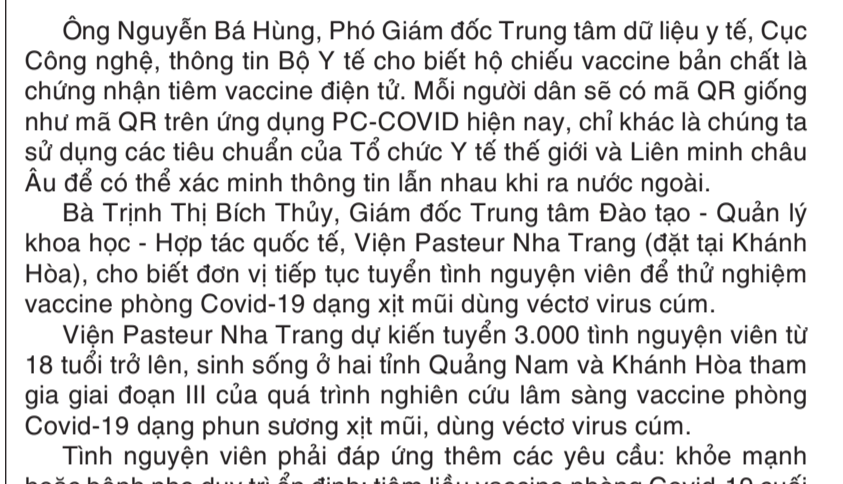 Ông Nguyễn Bá Hùng, Phó Giám đốc Trung tâm dữ liệu y tế, Cục
Công nghệ, thông tin Bộ Y tế cho biết hộ chiếu vaccine bản chất là
chứng nhận tiêm vaccine điện tử. Mỗi người dân sẽ có mã QR giống
như mã QR trên ứng dụng PC-COVID hiện nay, chỉ khác là chúng ta
sử dụng các tiêu chuẩn của Tổ chức Y tế thế giới và Liên minh châu
Âu để có thể xác minh thông tin lẫn nhau khi ra nước ngoài.
Bà Trịnh Thị Bích Thủy, Giám đốc Trung tâm Đào tạo - Quản lý
khoa học - Hợp tác quốc tế, Viện Pasteur Nha Trang (đặt tại Khánh
Hòa), cho biết đơn vị tiếp tục tuyển tình nguyện viên để thử nghiệm
vaccine phòng Covid-19 dạng xịt mũi dùng véctơ virus cúm.
Viện Pasteur Nha Trang dự kiến tuyển 3.000 tình nguyện viên từ
18 tuổi trở lên, sinh sống ở hai tỉnh Quảng Nam và Khánh Hòa tham
gia giai đoạn III của quá trình nghiên cứu lâm sàng vaccine phòng
Covid-19 dạng phun sương xịt mũi, dùng véctơ virus cúm.
Tình nguyện viên phải đáp ứng thêm các yêu cầu: khỏe mạnh